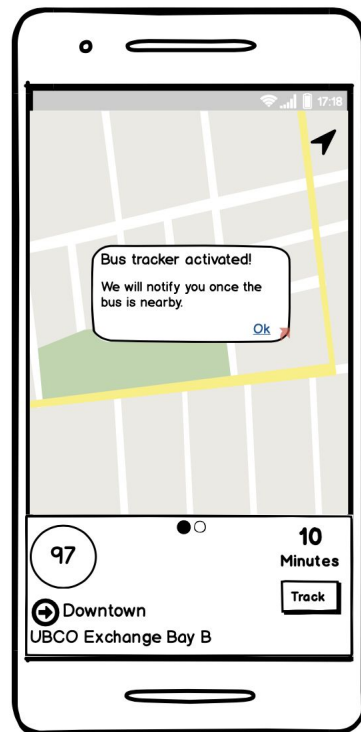 17:18
Bus tracker activated!
We will notify you once the
bus is nearby.
Ok
97
10
Minutes
Track
Downtown
UBCO Exchange Bay B